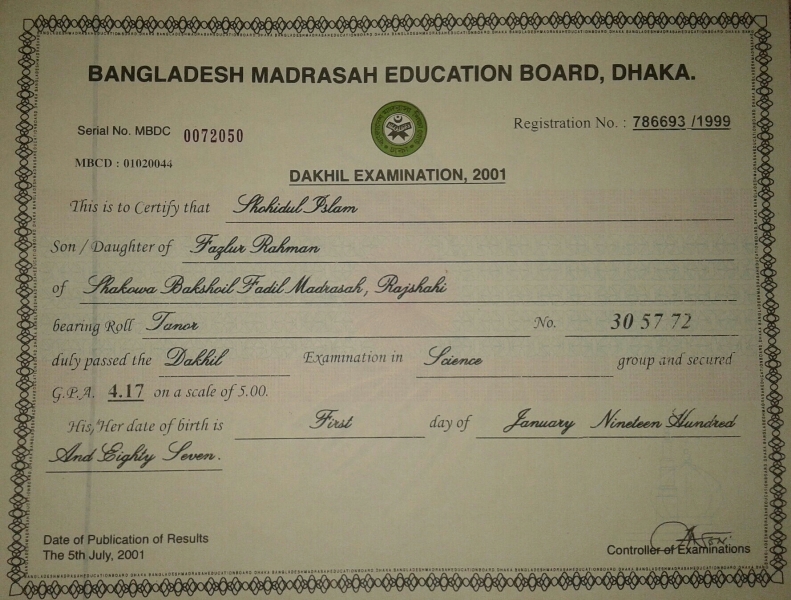 BANGLADESH MADRASAH EDUCATION BOARD, DHAKA.
Serial No. MBDC 0072050
Registration No. : 786693 /1999
MBCD : 01020044
DAKHIL EXAMINATION, 2001
This is to Certify that Shohidul Islam
Son / Daughter of Fazlur Rahman
of Shakowa Bakshoil Fadil Madrasah, Rajshahi
bearing Roll Tanor No. 30 57 72
duly passed the Dakhil Examination in Science group and secured
G.P.A. 4.17 on a scale of 5.00.
His/Her date of birth is First day of January Nineteen Hundred
And Eighty Seven.
Date of Publication of Results
The 5th July, 2001
Controller of Examinations